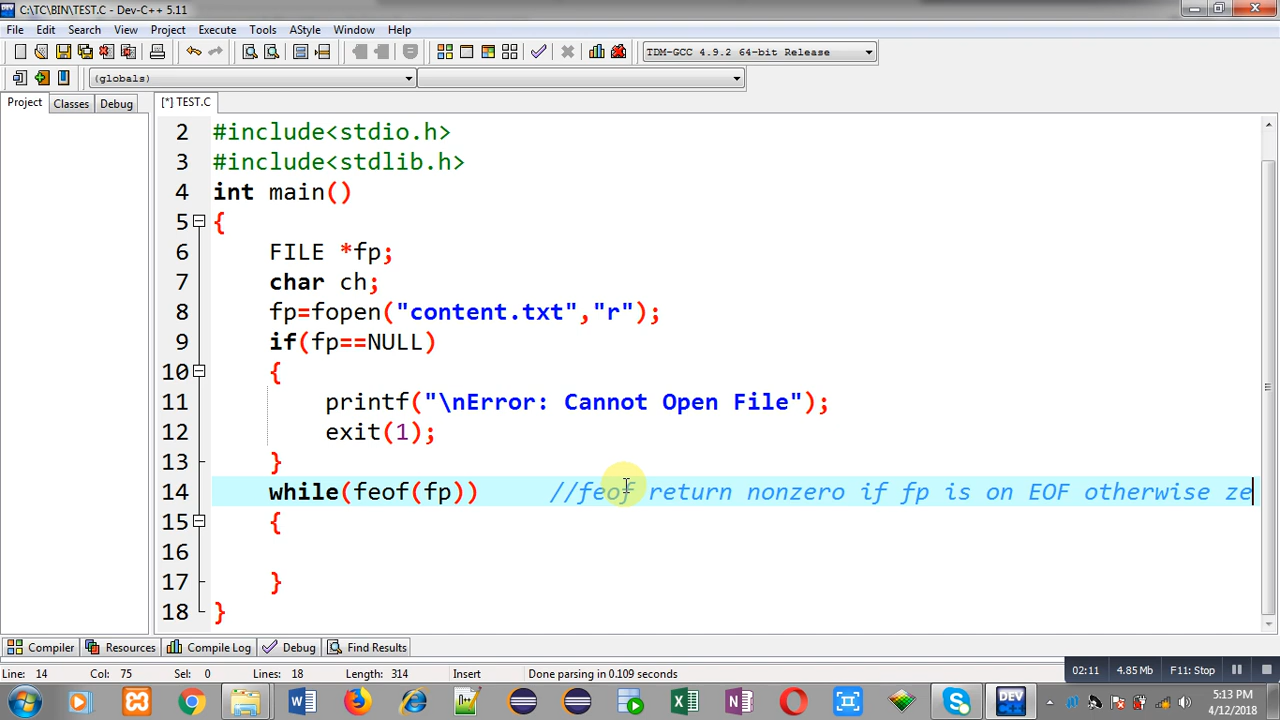 C:\TC\BIN\TEST.C - Dev-C++ 5.11
File Edit Search View Project Execute Tools AStyle Window Help
TDM-GCC 4.9.2 64-bit Release
(globals)
Project Classes Debug
[*] TEST.C
2 #include<stdio.h>
3 #include<stdlib.h>
4 int main()
5 {
6 FILE *fp;
7 char ch;
8 fp=fopen("content.txt","r");
9 if(fp==NULL)
10 {
11 printf("\nError: Cannot Open File");
12 exit(1);
13 }
14 while(feof(fp)) //feof return nonzero if fp is on EOF otherwise ze
15 {
16
17 }
18 }
Compiler Resources Compile Log Debug Find Results
Line: 14 Col: 75 Sel: 0 Lines: 18 Length: 314 Insert Done parsing in 0.109 seconds
02:11 4.85 Mb F11: Stop
5:13 PM
4/12/2018